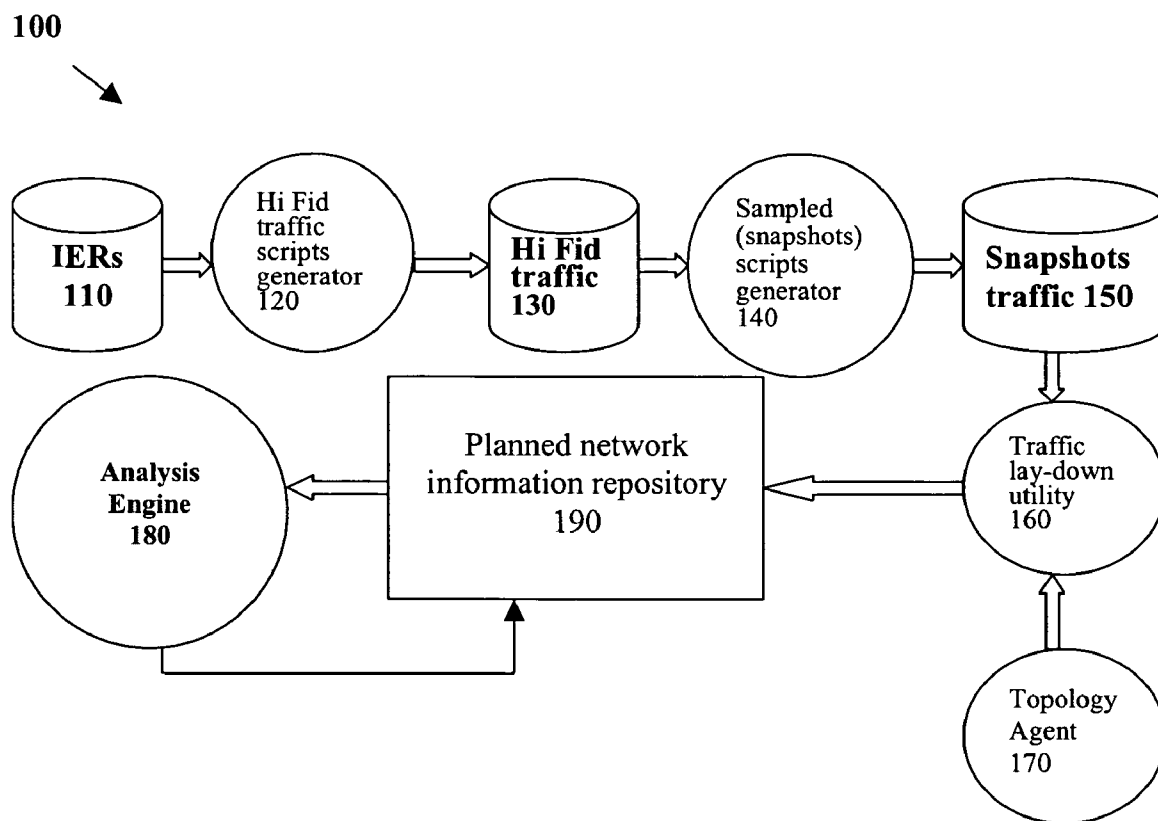 100
IERs
110
Hi Fid
traffic
scripts
generator
120
Hi Fid
traffic
130
Sampled
(snapshots)
scripts
generator
140
Snapshots
traffic 150
Analysis
Engine
180
Planned network
information repository
190
Traffic
lay-down
utility
160
Topology
Agent
170